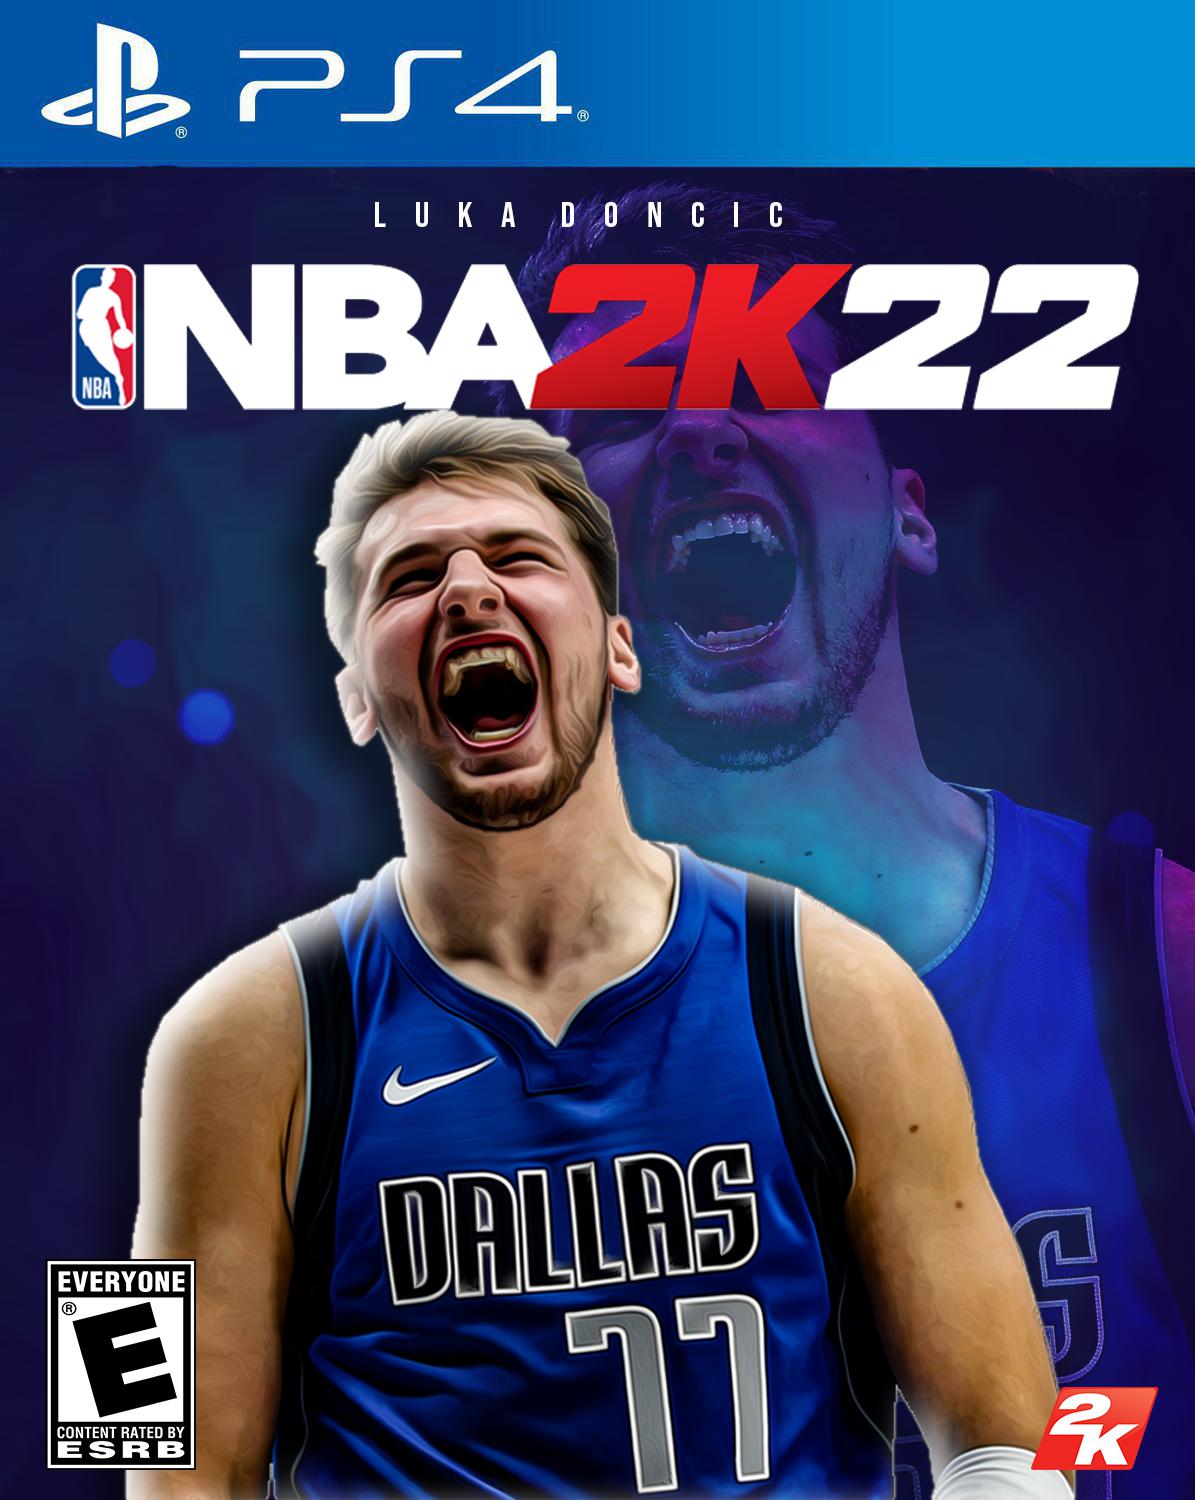 PS4®
LUKA DONCIC
NBA NBA2K22
DALLAS
77
S
EVERYONE
®
E
CONTENT RATED BY
ESRB
2K